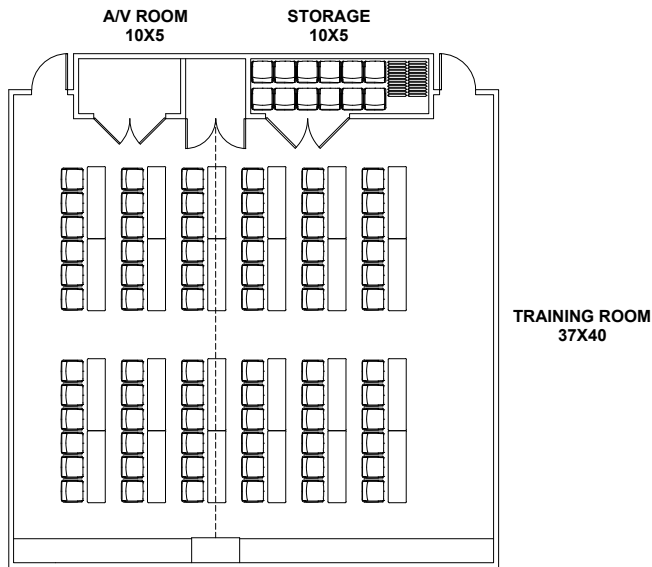 A/V ROOM
10X5
STORAGE
10X5
TRAINING ROOM
37X40